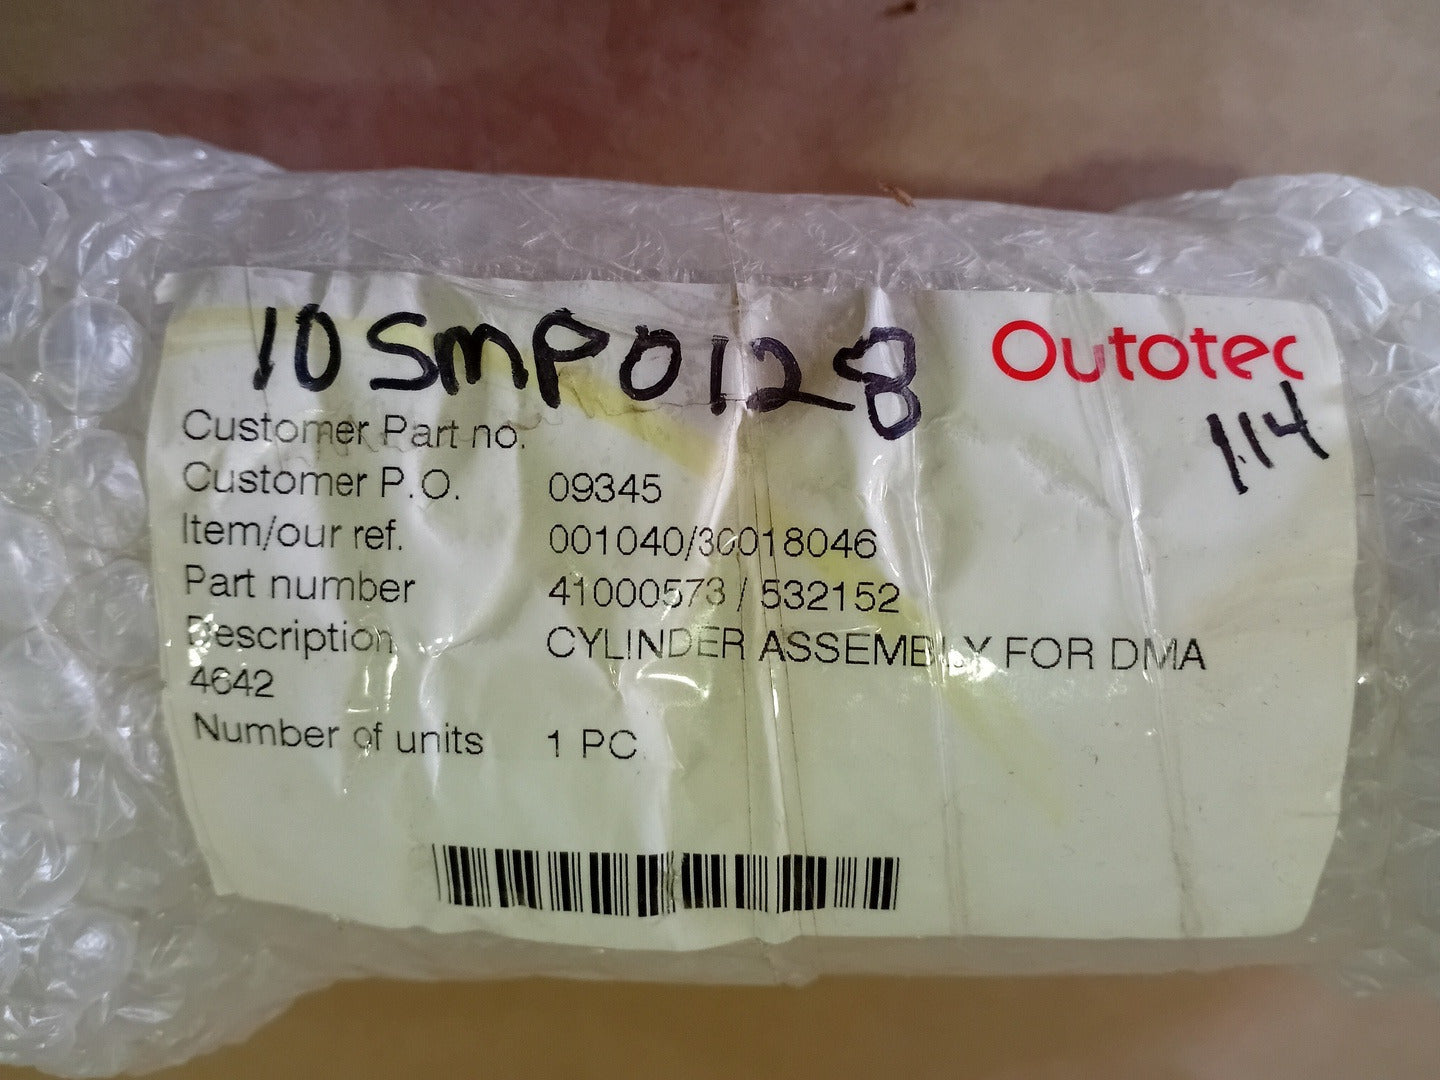 10SMP0128
Outotec
1.14
Customer Part no.
Customer P.O. 09345
Item/our ref. 001040/30018046
Part number 41000573 / 532152
Description CYLINDER ASSEMBLY FOR DMA
4642
Number of units 1 PC